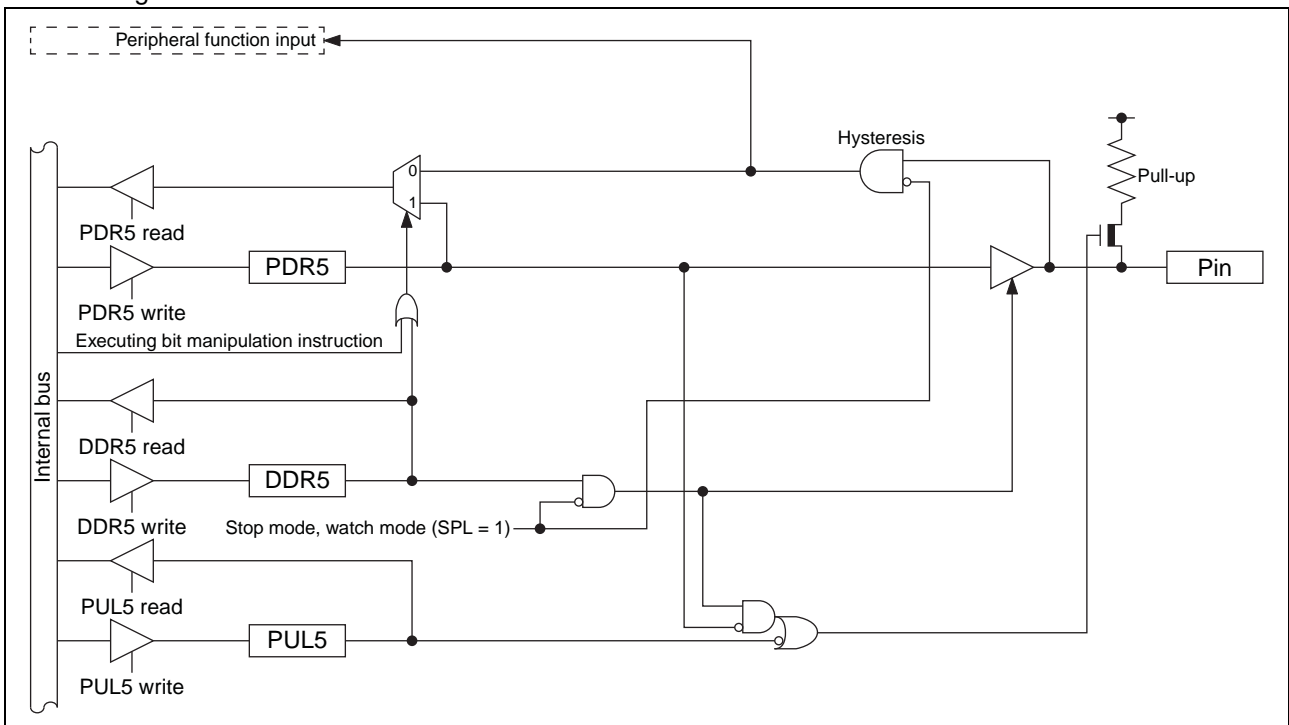 Peripheral function input
Hysteresis
0
Pull-up
1
PDR5 read
PDR5
Pin
PDR5 write
Executing bit manipulation instruction
Internal bus
DDR5 read
DDR5
DDR5 write
Stop mode, watch mode (SPL = 1)
PUL5 read
PUL5
PUL5 write